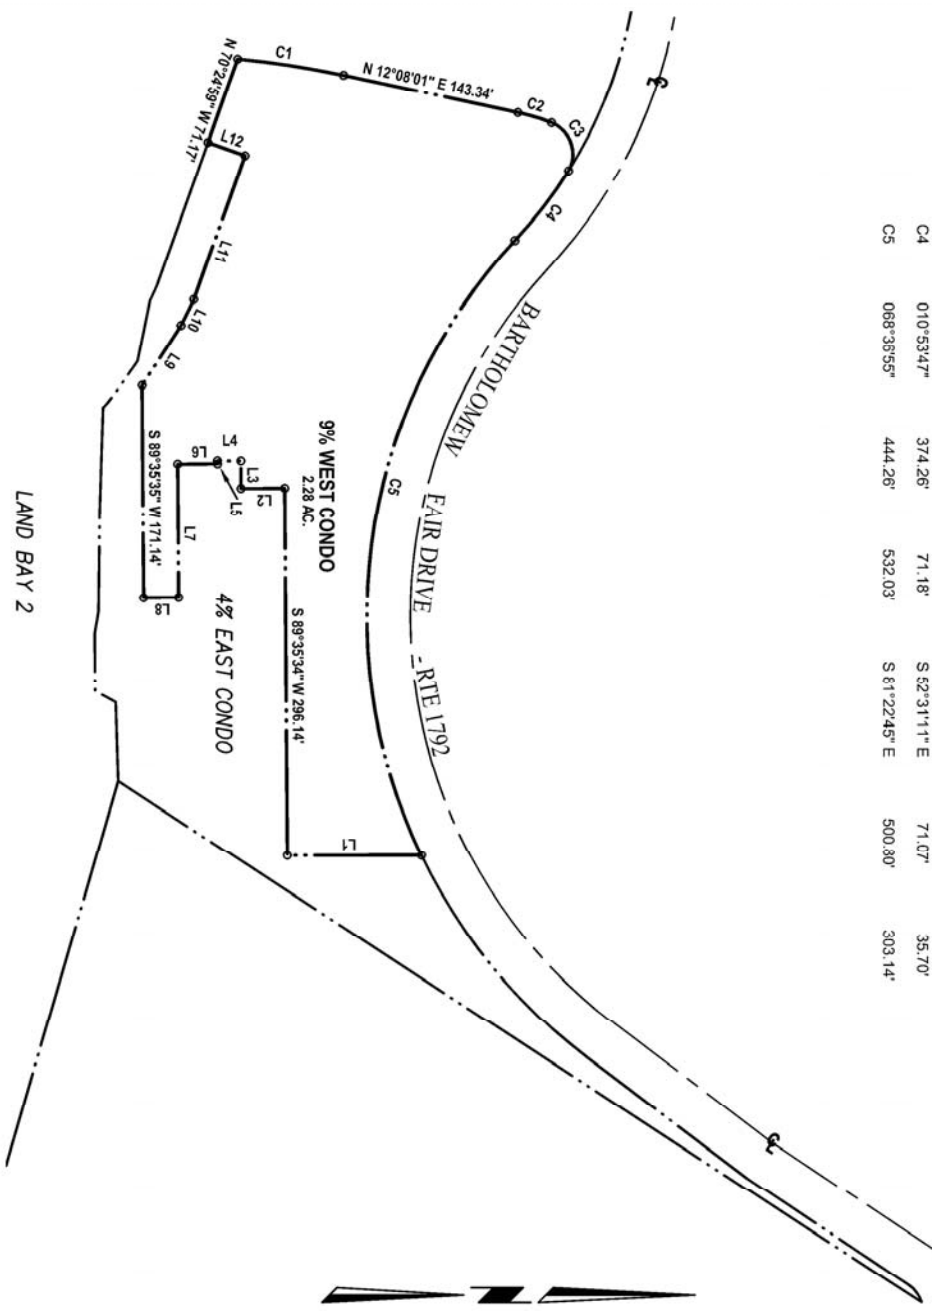 C4 010°53'47" 374.26' 71.18' S 52°31'11" E 71.07' 35.70'
C5 068°36'55" 444.26' 532.03' S 81°22'45" E 500.80' 303.14'
C1
N 12°08'01" E 143.34'
C2
C3
C4
C5
BARTHOLOMEW FAIR DRIVE - RTE 1792
N 70°24'59" W 71.17'
L12
L11
L10
L9
S 89°35'35" W 171.14'
L8
L7
L6
L5
L4
L3
L2
S 89°35'34" W 296.14'
L1
9% WEST CONDO
2.28 AC.
4% EAST CONDO
LAND BAY 2
N